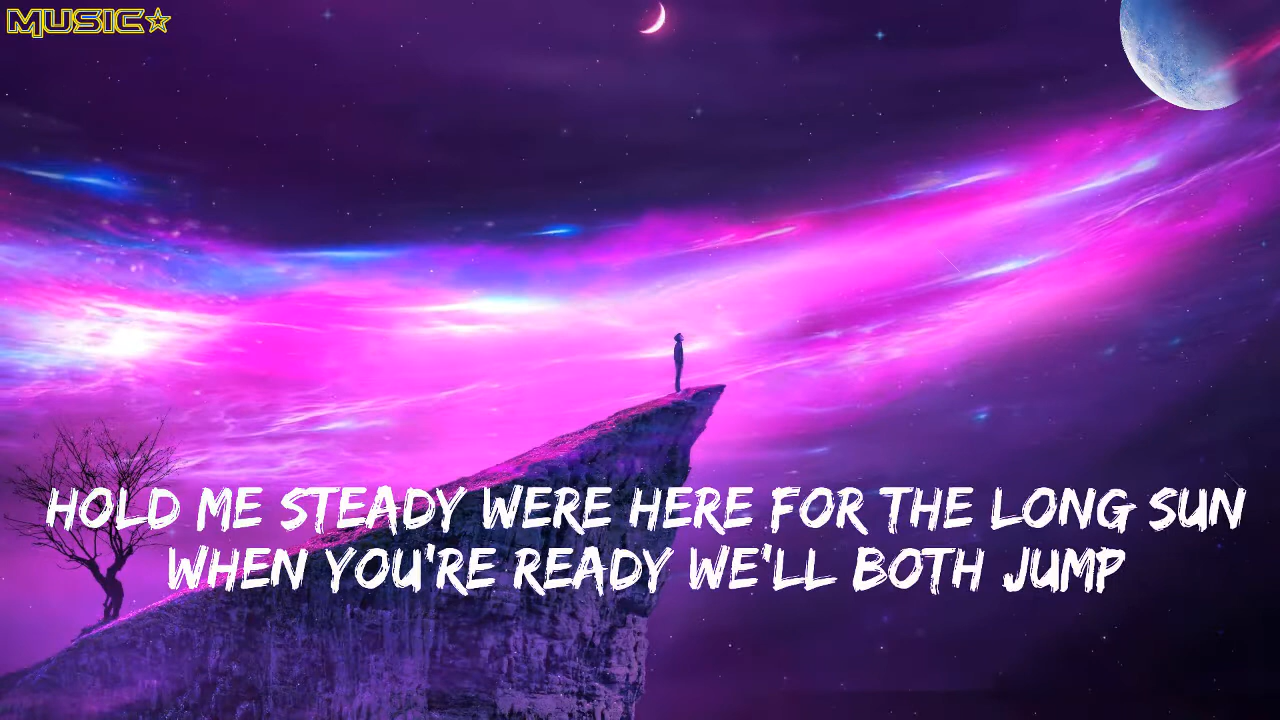 MUSIC☆
HOLD ME STEADY WERE HERE FOR THE LONG SUN
WHEN YOU'RE READY WE'LL BOTH JUMP